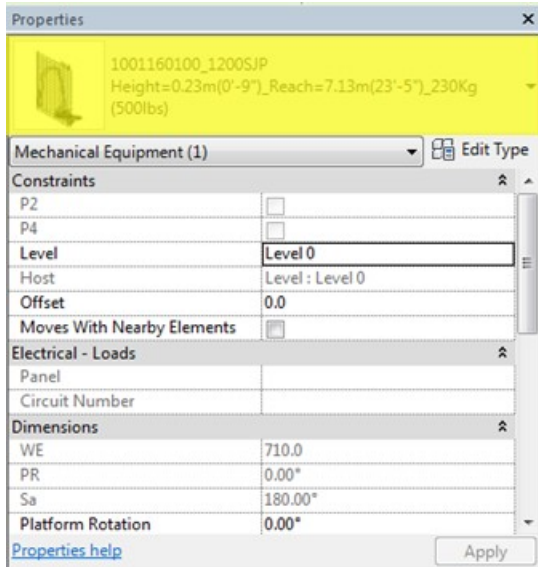 Properties
1001160100_1200SJP
Height=0.23m(0'-9")_Reach=7.13m(23'-5")_230Kg
(500lbs)
Mechanical Equipment (1) Edit Type
Constraints
P2
P4
Level Level 0
Host Level : Level 0
Offset 0.0
Moves With Nearby Elements
Electrical - Loads
Panel
Circuit Number
Dimensions
WE 710.0
PR 0.00°
Sa 180.00°
Platform Rotation 0.00°
Properties help Apply